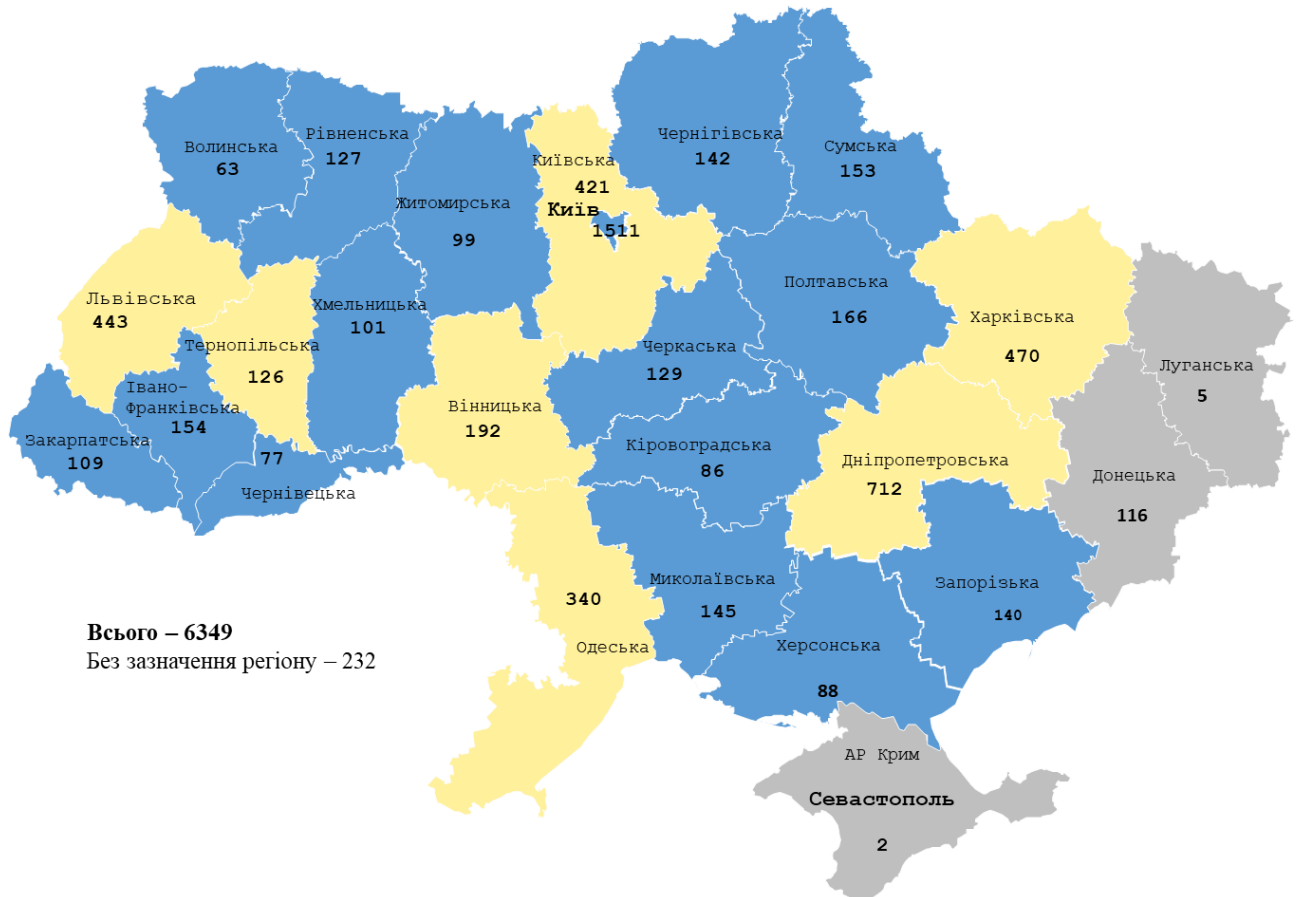 Чернігівська
142
Сумська
153
Рівненська
127
Волинська
63
Київська
421
Київ
1511
Житомирська
99
Полтавська
166
Львівська
443
Хмельницька
101
Харківська
470
Тернопільська
126
Черкаська
129
Луганська
5
Івано-
Франківська
154
Вінницька
192
Закарпатська
109
77
Чернівецька
Кіровоградська
86
Дніпропетровська
712
Донецька
116
Миколаївська
145
Запорізька
140
340
Одеська
Всього – 6349
Без зазначення регіону – 232
Херсонська
88
АР Крим
Севастополь
2